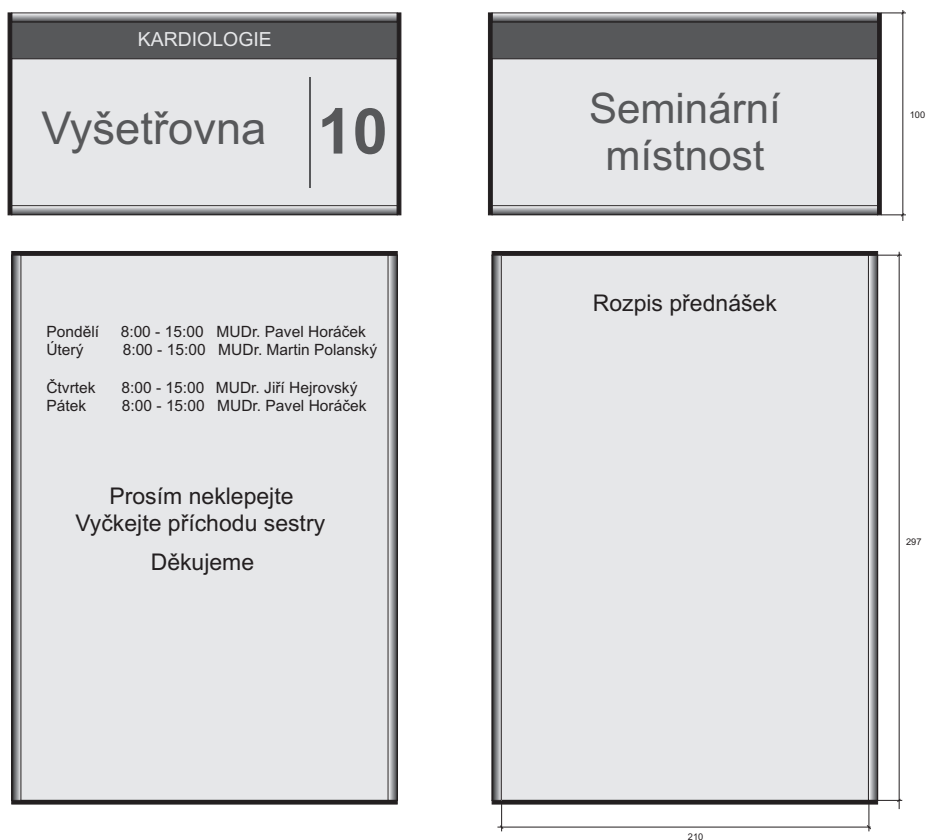 KARDIOLOGIE
Vyšetřovna 10
Seminární
místnost
100
Pondělí 8:00 - 15:00 MUDr. Pavel Horáček
Úterý 8:00 - 15:00 MUDr. Martin Polanský
Čtvrtek 8:00 - 15:00 MUDr. Jiří Hejrovský
Pátek 8:00 - 15:00 MUDr. Pavel Horáček
Prosím neklepejte
Vyčkejte příchodu sestry
Děkujeme
Rozpis přednášek
297
210